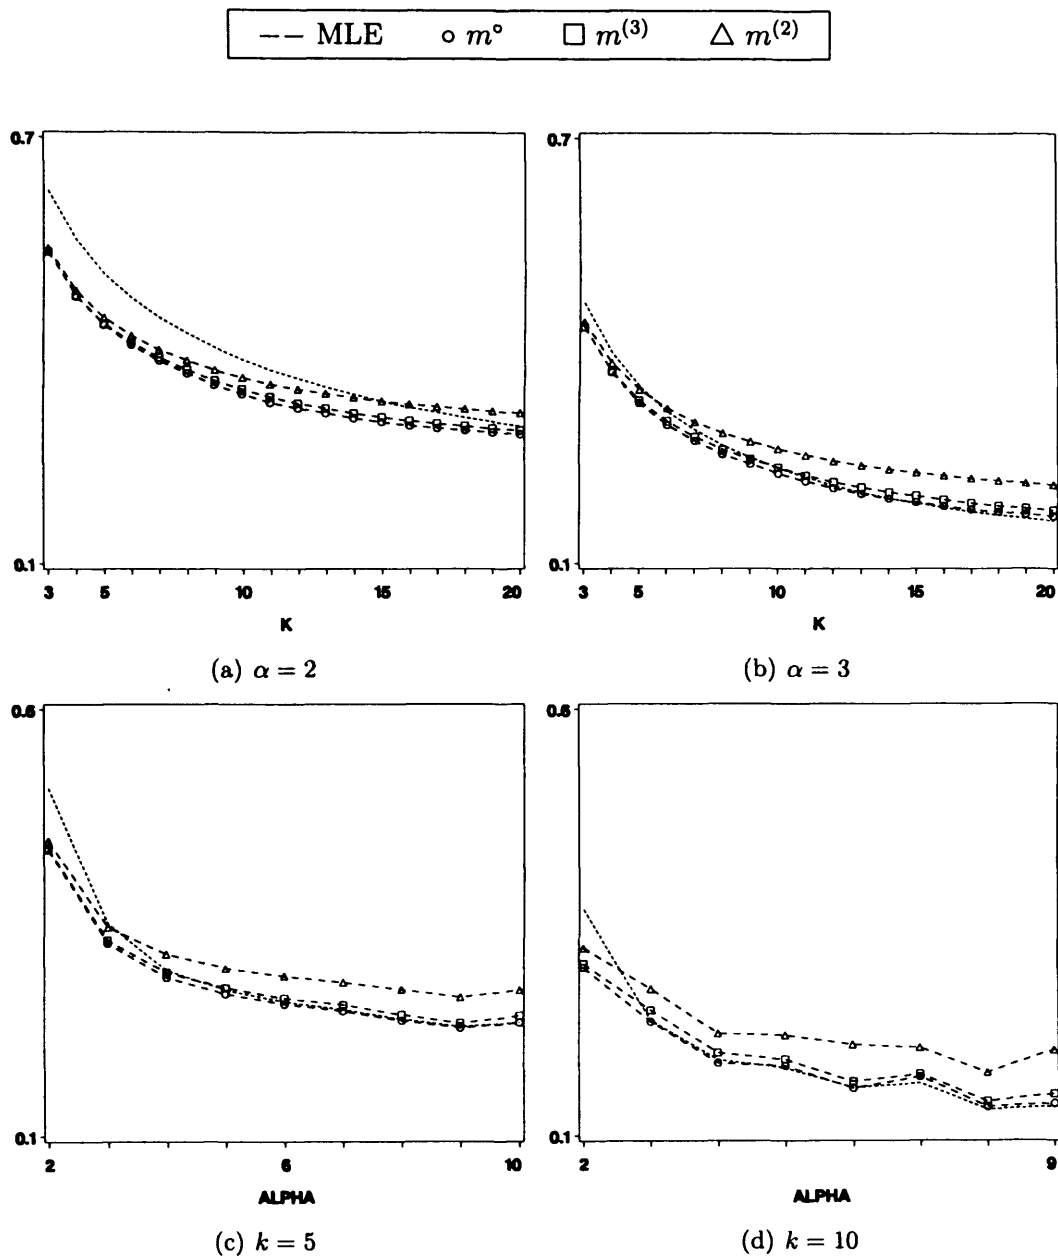 -- MLE ○ m° □ m⁽³⁾ △ m⁽²⁾
0.7
0.1
3 5 10 15 20
K
(a) α = 2
0.7
0.1
3 5 10 15 20
K
(b) α = 3
0.6
0.1
2 6 10
ALPHA
(c) k = 5
0.6
0.1
2 9
ALPHA
(d) k = 10